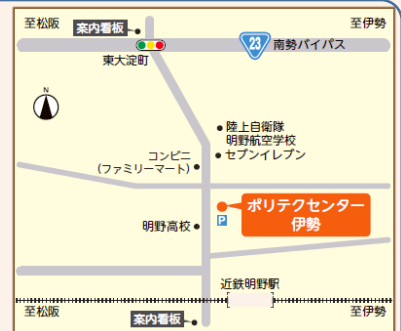 至松阪
案内看板
至伊勢
23
南勢バイパス
東大淀町
N
陸上自衛隊
明野航空学校
セブンイレブン
コンビニ
(ファミリーマート)
ポリテクセンター
伊勢
P
明野高校
近鉄明野駅
至松阪
案内看板
至伊勢